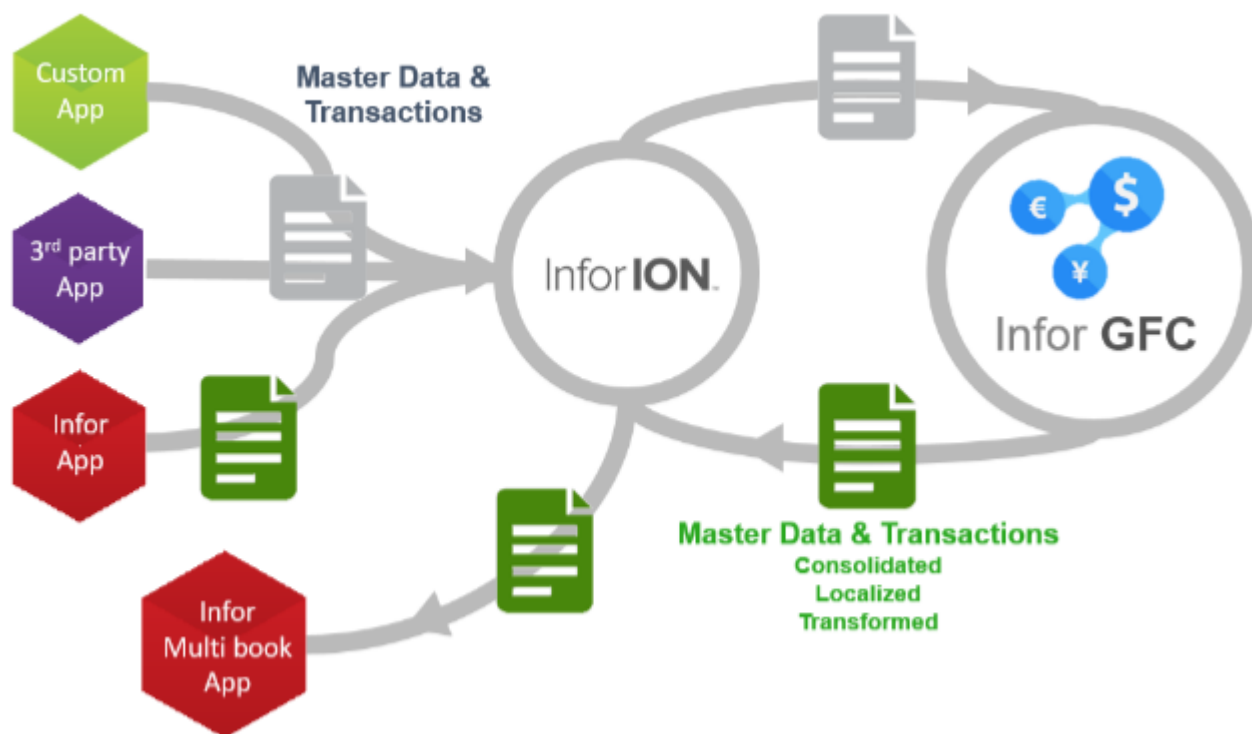 Custom
App
Master Data &
Transactions
3rd party
App
Infor
App
Infor ION™
€
$
¥
Infor GFC
Master Data & Transactions
Consolidated
Localized
Transformed
Infor
Multi book
App